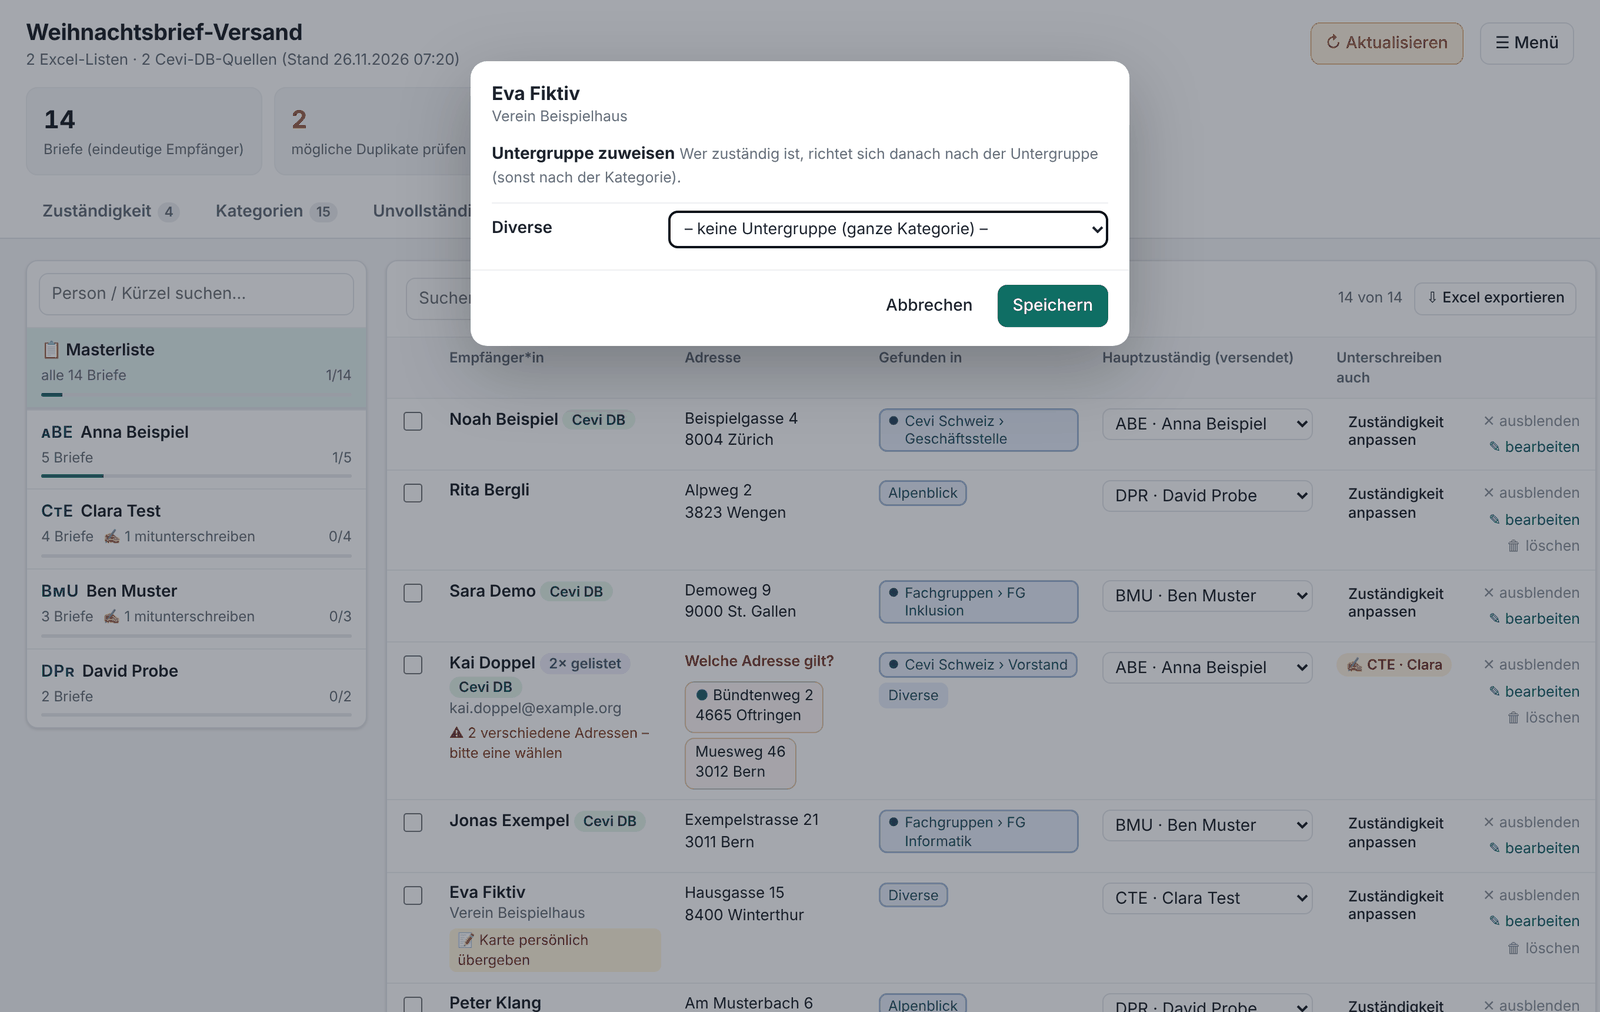 Weihnachtsbrief-Versand
2 Excel-Listen · 2 Cevi-DB-Quellen (Stand 26.11.2026 07:20)
↻ Aktualisieren
☰ Menü
14
Briefe (eindeutige Empfänger)
2
mögliche Duplikate prüfen
Zuständigkeit 4
Kategorien 15
Eva Fiktiv
Verein Beispielhaus
Untergruppe zuweisen Wer zuständig ist, richtet sich danach nach der Untergruppe
(sonst nach der Kategorie).
Diverse
– keine Untergruppe (ganze Kategorie) –
Abbrechen
Speichern
Person / Kürzel suchen...
📋 Masterliste
alle 14 Briefe 1/14
ABE Anna Beispiel
5 Briefe 1/5
CTE Clara Test
4 Briefe ✍🏽 1 mitunterschreiben 0/4
BMU Ben Muster
3 Briefe ✍🏽 1 mitunterschreiben 0/3
DPR David Probe
2 Briefe 0/2
14 von 14
⇩ Excel exportieren
Empfänger*in
Adresse
Gefunden in
Hauptzuständig (versendet)
Unterschreiben
auch
Noah Beispiel Cevi DB
Beispielgasse 4
8004 Zürich
Cevi Schweiz ›
Geschäftsstelle
ABE · Anna Beispiel
Zuständigkeit
anpassen
✕ ausblenden
✎ bearbeiten
Rita Bergli
Alpweg 2
3823 Wengen
Alpenblick
DPR · David Probe
Zuständigkeit
anpassen
✕ ausblenden
✎ bearbeiten
🗑 löschen
Sara Demo Cevi DB
Demoweg 9
9000 St. Gallen
Fachgruppen › FG
Inklusion
BMU · Ben Muster
Zuständigkeit
anpassen
✕ ausblenden
✎ bearbeiten
Kai Doppel 2× gelistet
Cevi DB
kai.doppel@example.org
⚠ 2 verschiedene Adressen –
bitte eine wählen
Welche Adresse gilt?
Bündtenweg 2
4665 Oftringen
Muesweg 46
3012 Bern
Cevi Schweiz › Vorstand
Diverse
ABE · Anna Beispiel
✍🏽 CTE · Clara
✕ ausblenden
✎ bearbeiten
🗑 löschen
Jonas Exempel Cevi DB
Exempelstrasse 21
3011 Bern
Fachgruppen › FG
Informatik
BMU · Ben Muster
Zuständigkeit
anpassen
✕ ausblenden
✎ bearbeiten
Eva Fiktiv
Verein Beispielhaus
📝 Karte persönlich
übergeben
Hausgasse 15
8400 Winterthur
Diverse
CTE · Clara Test
Zuständigkeit
anpassen
✕ ausblenden
✎ bearbeiten
🗑 löschen
Peter Klang
Am Musterbach 6
Alpenblick
DPR · David Probe
Zuständigkeit
✕ ausblenden